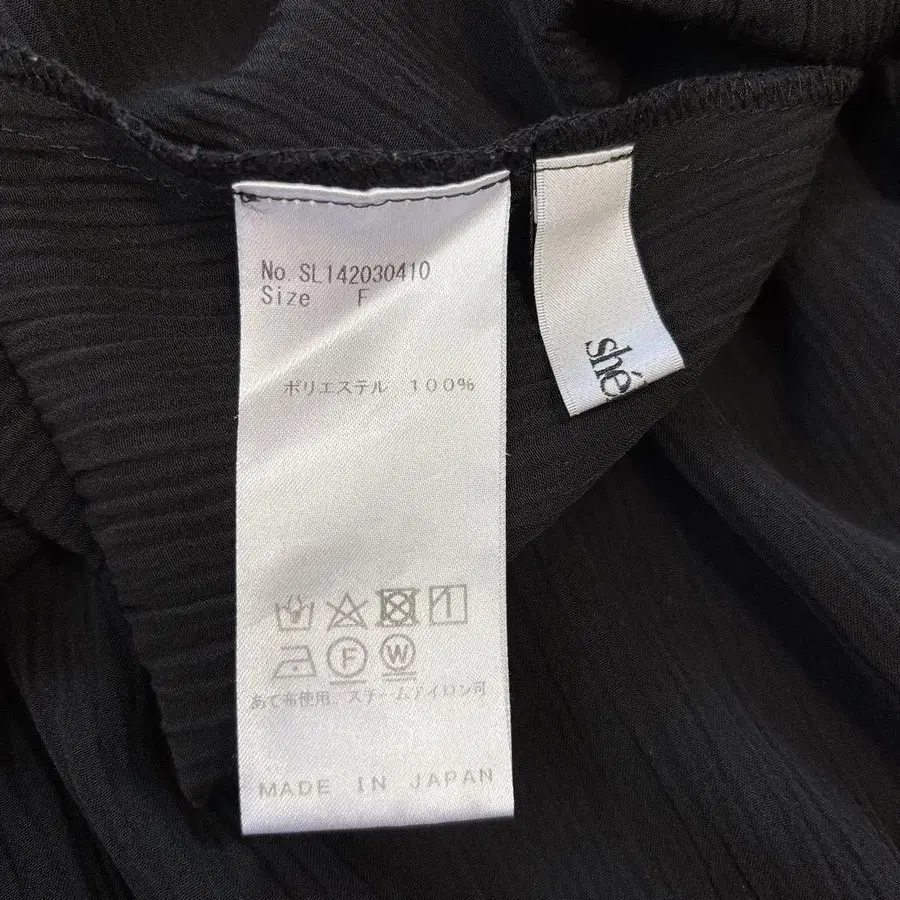 No. SL142030410
Size F
ポリエステル 100%
F W
あて布使用、スチームアイロン可
MADE IN JAPAN
shé